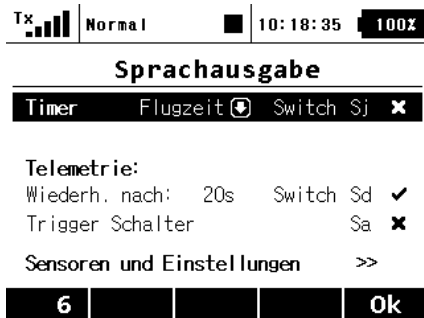 Tx Normal 10:18:35 100%
Sprachausgabe
Timer Flugzeit Switch Sj ✖
Telemetrie:
Wiederh. nach: 20s Switch Sd ✔
Trigger Schalter Sa ✖
Sensoren und Einstellungen >>
6 Ok